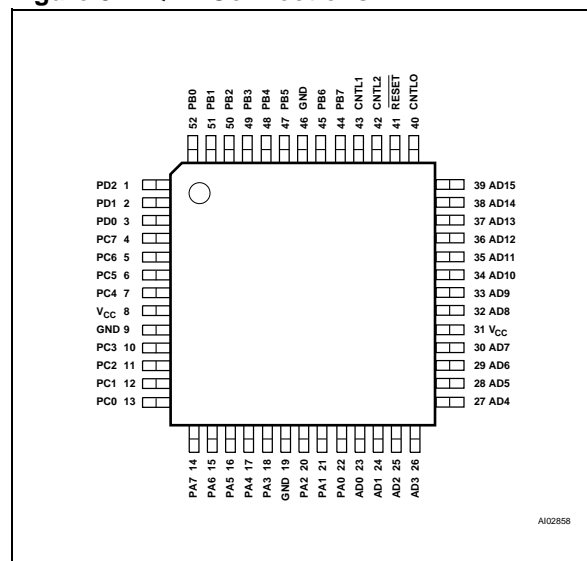 52 PB0
51 PB1
50 PB2
49 PB3
48 PB4
47 PB5
46 GND
45 PB6
44 PB7
43 CNTL1
42 CNTL2
41 RESET
40 CNTL0
PD2 1
PD1 2
PD0 3
PC7 4
PC6 5
PC5 6
PC4 7
VCC 8
GND 9
PC3 10
PC2 11
PC1 12
PC0 13
39 AD15
38 AD14
37 AD13
36 AD12
35 AD11
34 AD10
33 AD9
32 AD8
31 VCC
30 AD7
29 AD6
28 AD5
27 AD4
PA7 14
PA6 15
PA5 16
PA4 17
PA3 18
GND 19
PA2 20
PA1 21
PA0 22
AD0 23
AD1 24
AD2 25
AD3 26
AI02858